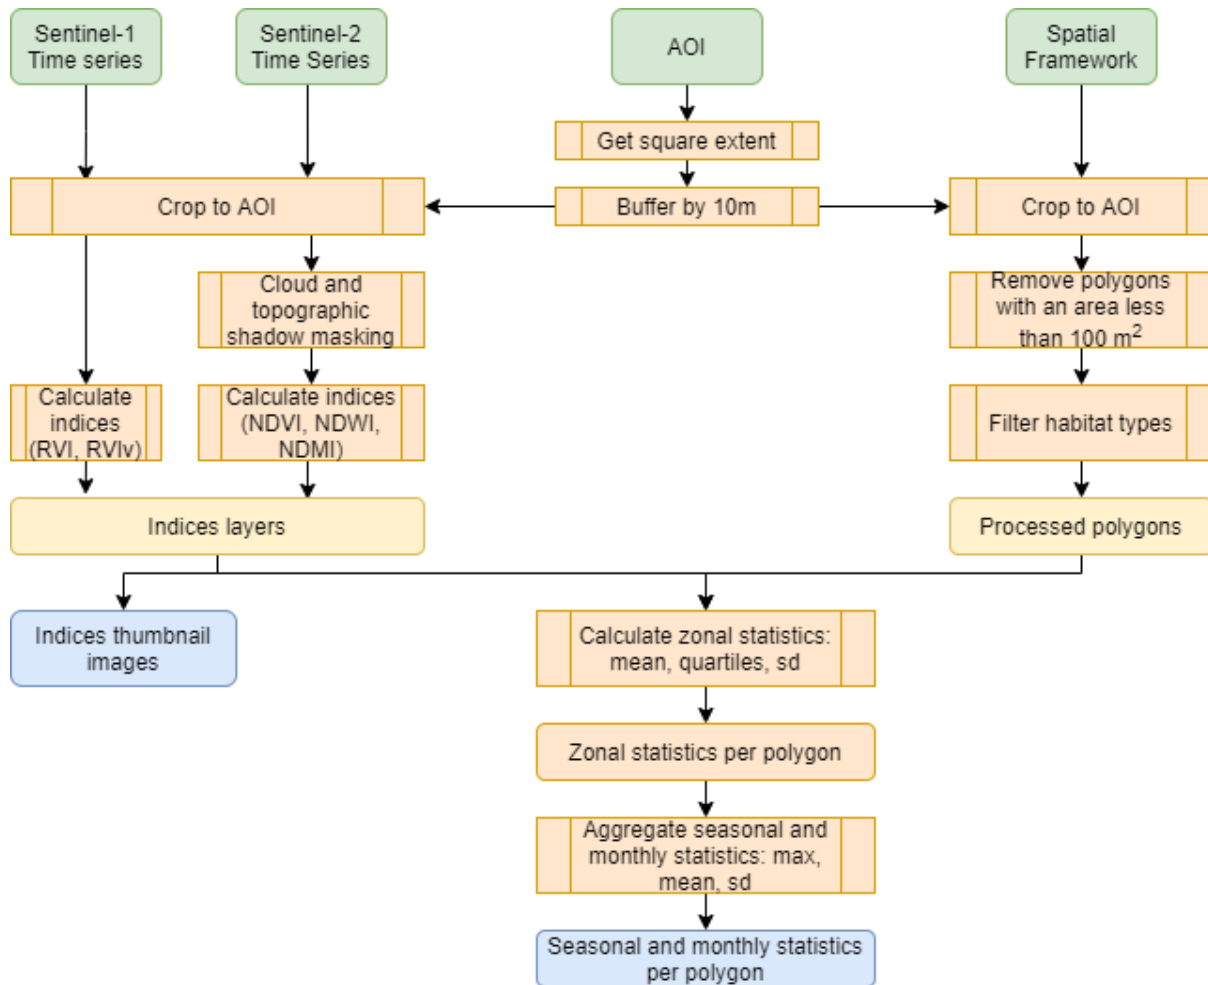 Sentinel-1
Time series
Sentinel-2
Time Series
AOI
Spatial
Framework
Get square extent
Buffer by 10m
Crop to AOI
Crop to AOI
Cloud and
topographic
shadow masking
Remove polygons
with an area less
than 100 m²
Calculate
indices
(RVI, RVIv)
Calculate indices
(NDVI, NDWI,
NDMI)
Filter habitat types
Indices layers
Processed polygons
Indices thumbnail
images
Calculate zonal statistics:
mean, quartiles, sd
Zonal statistics per polygon
Aggregate seasonal and
monthly statistics: max,
mean, sd
Seasonal and monthly statistics
per polygon